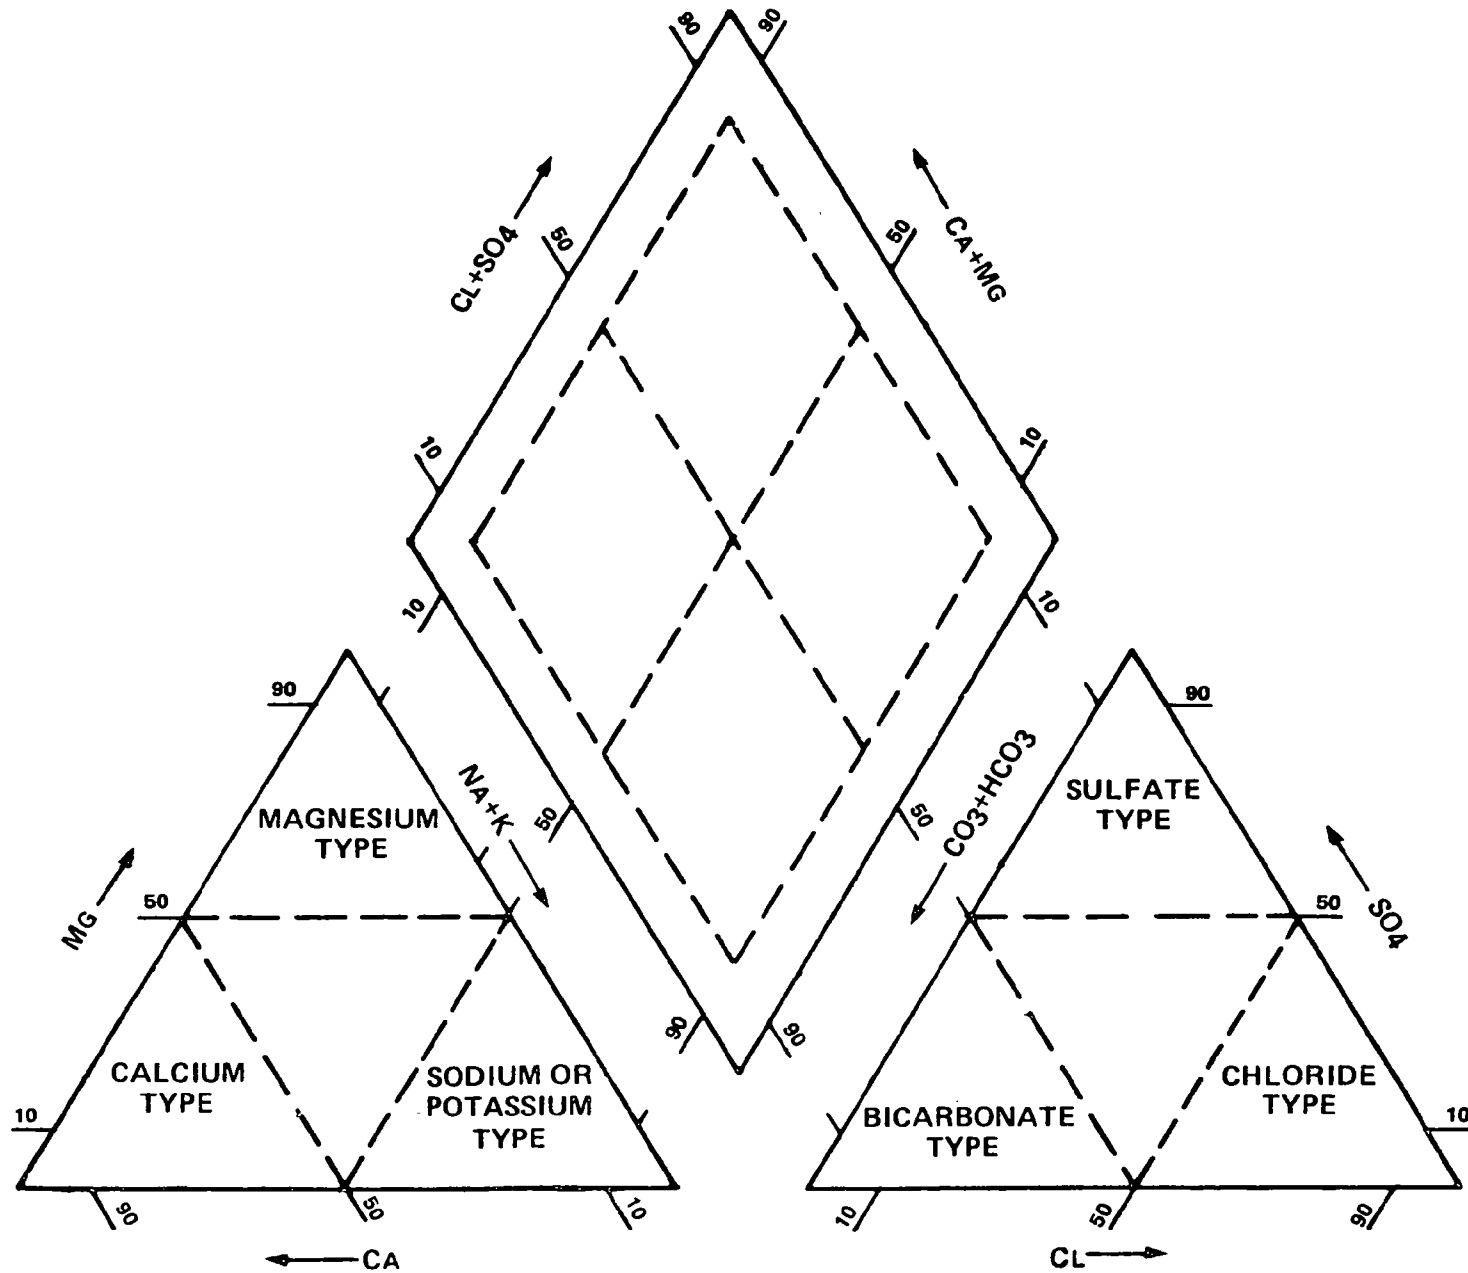 90
90
CL+SO4
50
50
CA+MG
10
10
10
10
90
NA+K
50
50
CO3+HCO3
90
MAGNESIUM
TYPE
SULFATE
TYPE
MG
50
50
SO4
90
90
CALCIUM
TYPE
SODIUM OR
POTASSIUM
TYPE
BICARBONATE
TYPE
CHLORIDE
TYPE
10
10
90
50
10
10
50
90
CA
CL